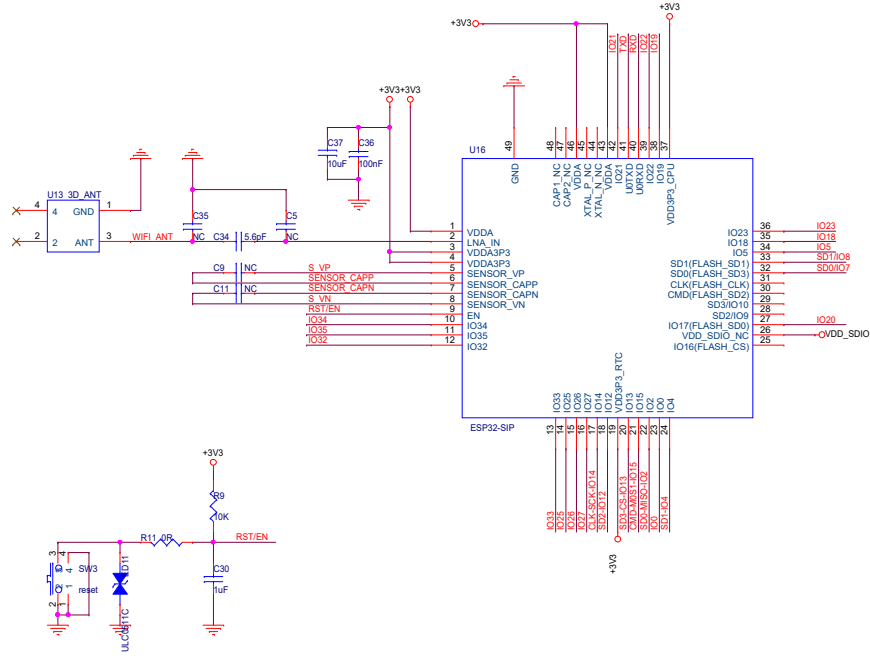 +3V3
+3V3
IO21
TXD
RXD
IO22
IO19
+3V3+3V3
C37
C36
10uF
100nF
49
48
47
46
45
44
43
42
41
40
39
38
37
U16
GND
CAP1_NC
CAP2_NC
VDDA
XTAL_P_NC
XTAL_N_NC
VDDA
IO21
U0TXD
U0RXD
IO22
IO19
VDD3P3_CPU
U13 3D_ANT
4 4 GND 1
2 2 ANT 3
WIFI_ANT
C35
NC
C34 5.6pF
C5
NC
C9 NC
C11 NC
S_VP
SENSOR_CAPP
SENSOR_CAPN
S_VN
RST/EN
IO34
IO35
IO32
1 VDDA
2 LNA_IN
3 VDDA3P3
4 VDDA3P3
5 SENSOR_VP
6 SENSOR_CAPP
7 SENSOR_CAPN
8 SENSOR_VN
9 EN
10 IO34
11 IO35
12 IO32
IO23 36 IO23
IO18 35 IO18
IO5 34 IO5
SD1(FLASH_SD1) 33 SD1/IO8
SD0(FLASH_SD3) 32 SD0/IO7
CLK(FLASH_CLK) 31
CMD(FLASH_SD2) 30
SD3/IO10 29
SD2/IO9 28
IO17(FLASH_SD0) 27 IO20
VDD_SDIO_NC 26 VDD_SDIO
IO16(FLASH_CS) 25
IO33
IO25
IO26
IO27
IO14
IO12
VDD3P3_RTC
IO13
IO15
IO2
IO0
IO4
ESP32-SIP
13
14
15
16
17
18
19
20
21
22
23
24
IO33
IO25
IO26
IO27
CLK-SCK-IO14
SD2-IO12
SD3-CS-IO13
CMD-MOS1-IO15
SD0-MISO-IO2
IO0
SD1-IO4
+3V3
+3V3
R9
10K
R11 0R
RST/EN
3 4
SW3
reset
2 1
D11
ULC0511C
C30
1uF